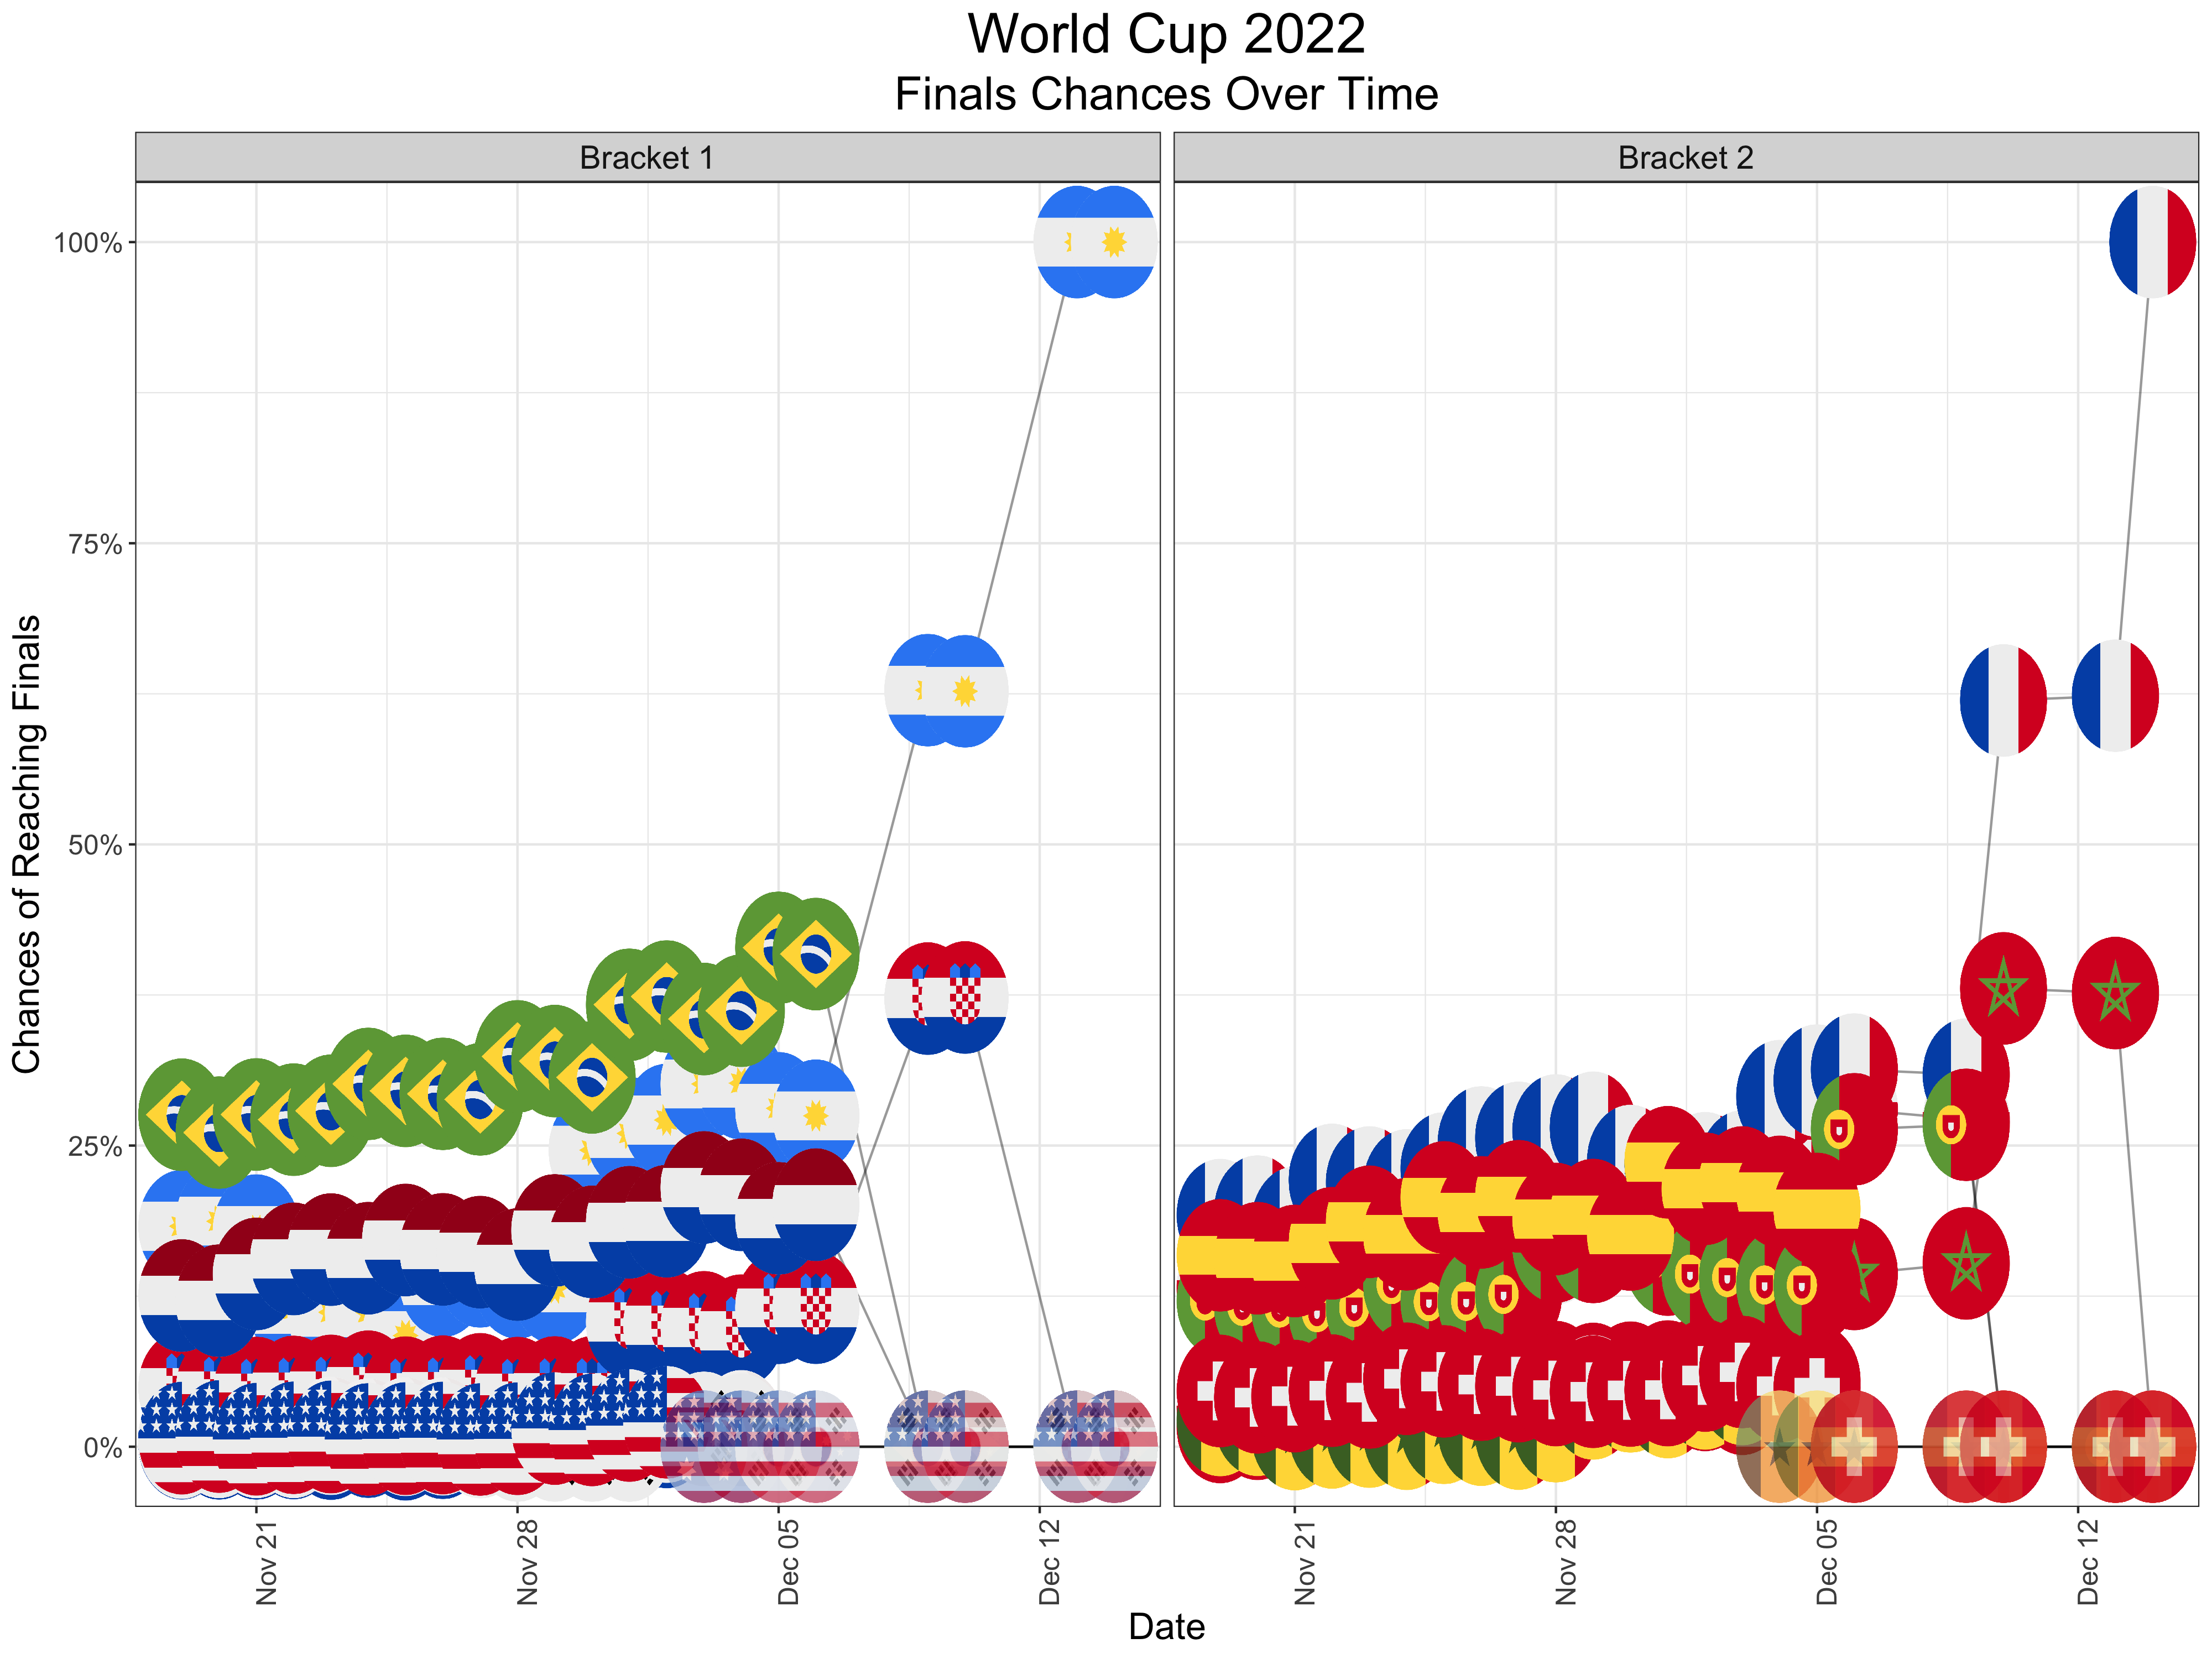 World Cup 2022
Finals Chances Over Time
Bracket 1
Bracket 2
Chances of Reaching Finals
100%
75%
50%
25%
0%
Nov 21
Nov 28
Dec 05
Dec 12
Nov 21
Nov 28
Dec 05
Dec 12
Date